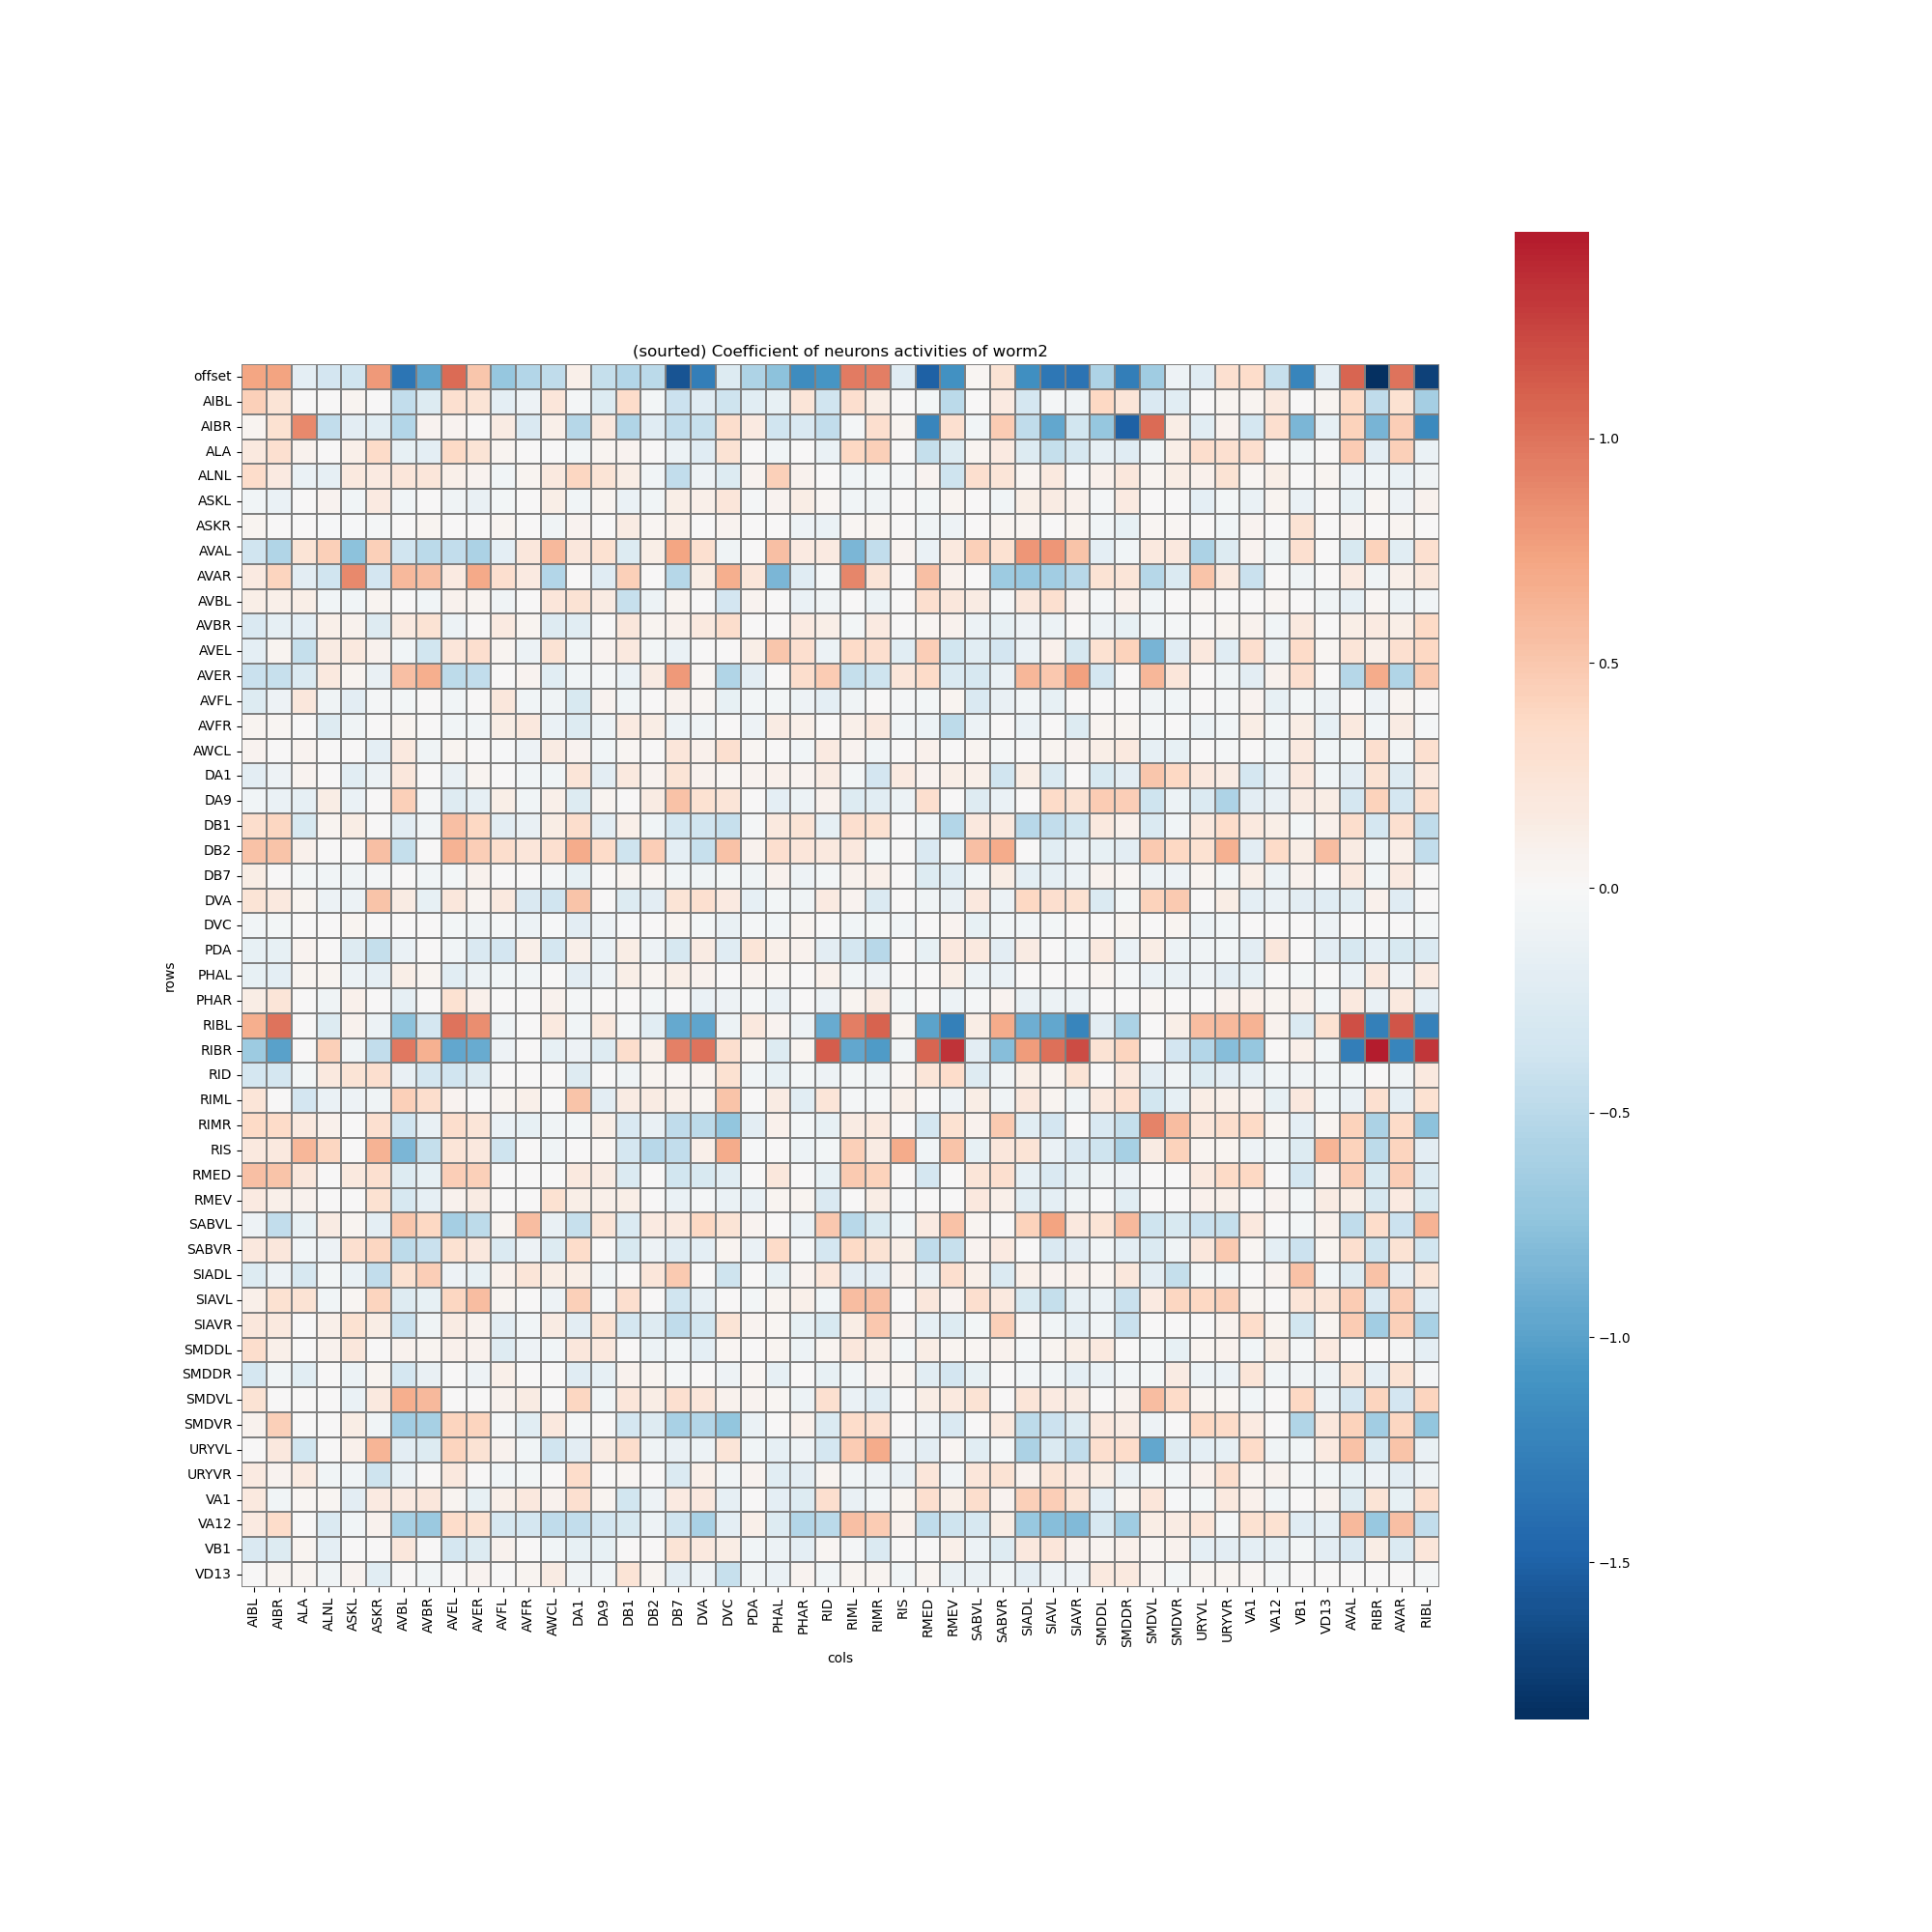 (sourted) Coefficient of neurons activities of worm2
rows
offset
AIBL
AIBR
ALA
ALNL
ASKL
ASKR
AVAL
AVAR
AVBL
AVBR
AVEL
AVER
AVFL
AVFR
AWCL
DA1
DA9
DB1
DB2
DB7
DVA
DVC
PDA
PHAL
PHAR
RIBL
RIBR
RID
RIML
RIMR
RIS
RMED
RMEV
SABVL
SABVR
SIADL
SIAVL
SIAVR
SMDDL
SMDDR
SMDVL
SMDVR
URYVL
URYVR
VA1
VA12
VB1
VD13
AIBL
AIBR
ALA
ALNL
ASKL
ASKR
AVBL
AVBR
AVEL
AVER
AVFL
AVFR
AWCL
DA1
DA9
DB1
DB2
DB7
DVA
DVC
PDA
PHAL
PHAR
RID
RIML
RIMR
RIS
RMED
RMEV
SABVL
SABVR
SIADL
SIAVL
SIAVR
SMDDL
SMDDR
SMDVL
SMDVR
URYVL
URYVR
VA1
VA12
VB1
VD13
AVAL
RIBR
AVAR
RIBL
cols
1.0
0.5
0.0
−0.5
−1.0
−1.5